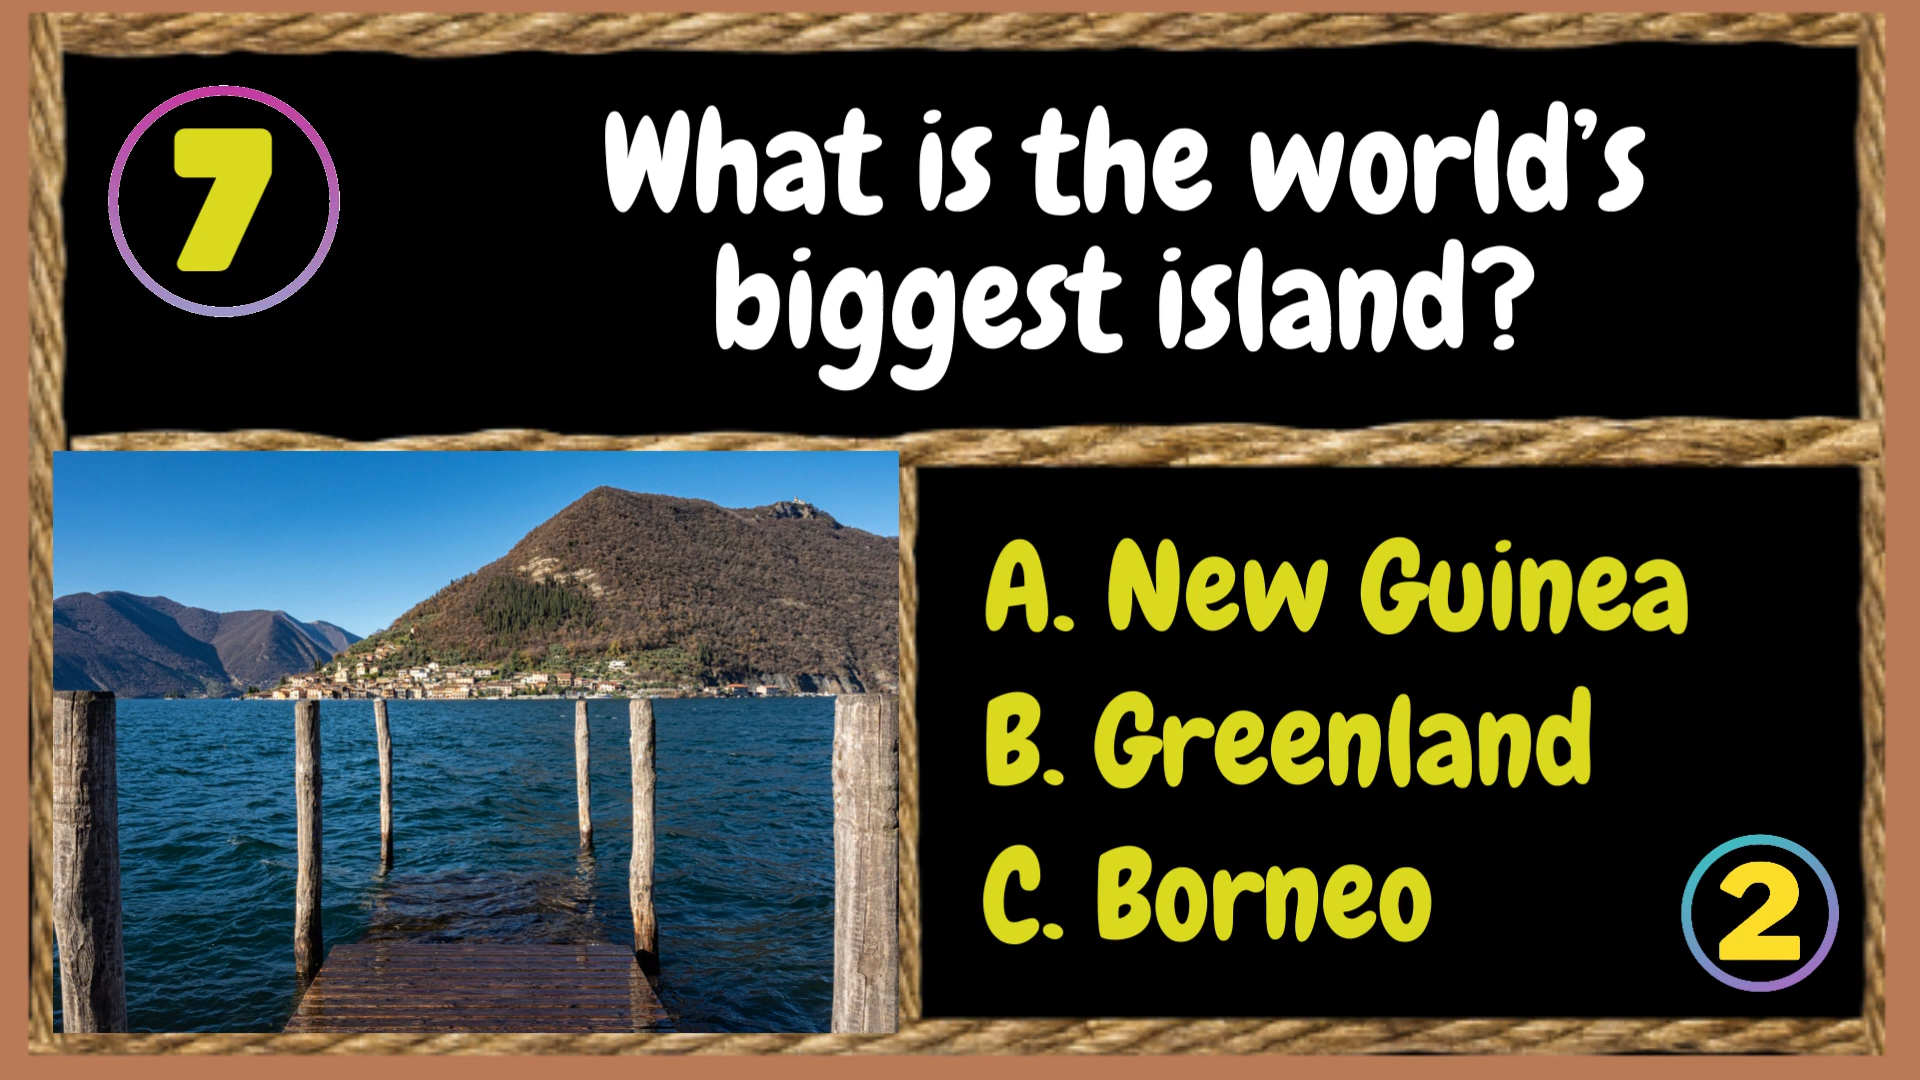 7
What is the world’s
biggest island?
A. New Guinea
B. Greenland
C. Borneo
2